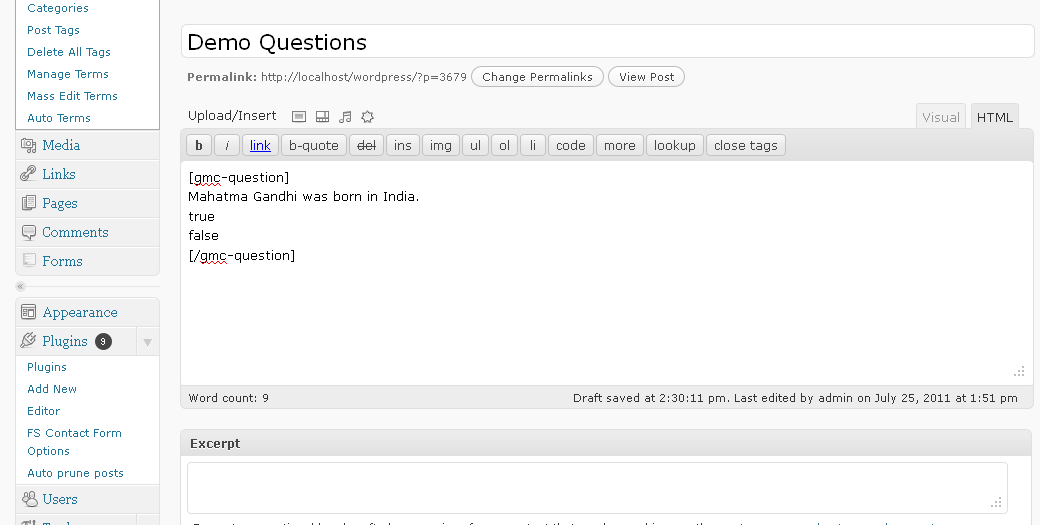 Categories
Post Tags
Delete All Tags
Manage Terms
Mass Edit Terms
Auto Terms
Media
Links
Pages
Comments
Forms
Appearance
Plugins 9
Plugins
Add New
Editor
FS Contact Form
Options
Auto prune posts
Users
Demo Questions
Permalink: http://localhost/wordpress/?p=3679 Change Permalinks View Post
Upload/Insert
Visual HTML
b i link b-quote del ins img ul ol li code more lookup close tags
[gmc-question]
Mahatma Gandhi was born in India.
true
false
[/gmc-question]
Word count: 9 Draft saved at 2:30:11 pm. Last edited by admin on July 25, 2011 at 1:51 pm
Excerpt